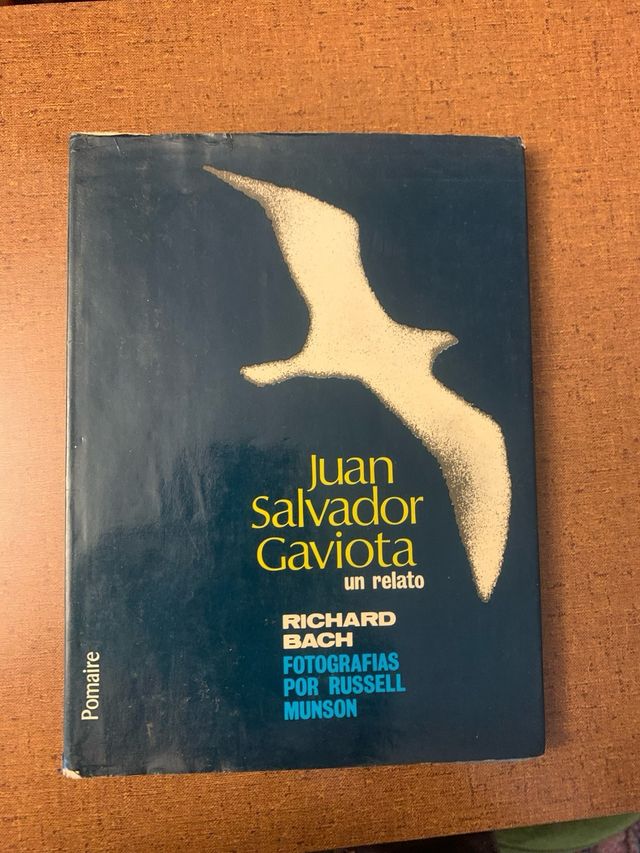 Juan
Salvador
Gaviota
un relato
RICHARD
BACH
FOTOGRAFIAS
POR RUSSELL
MUNSON
Pomaire